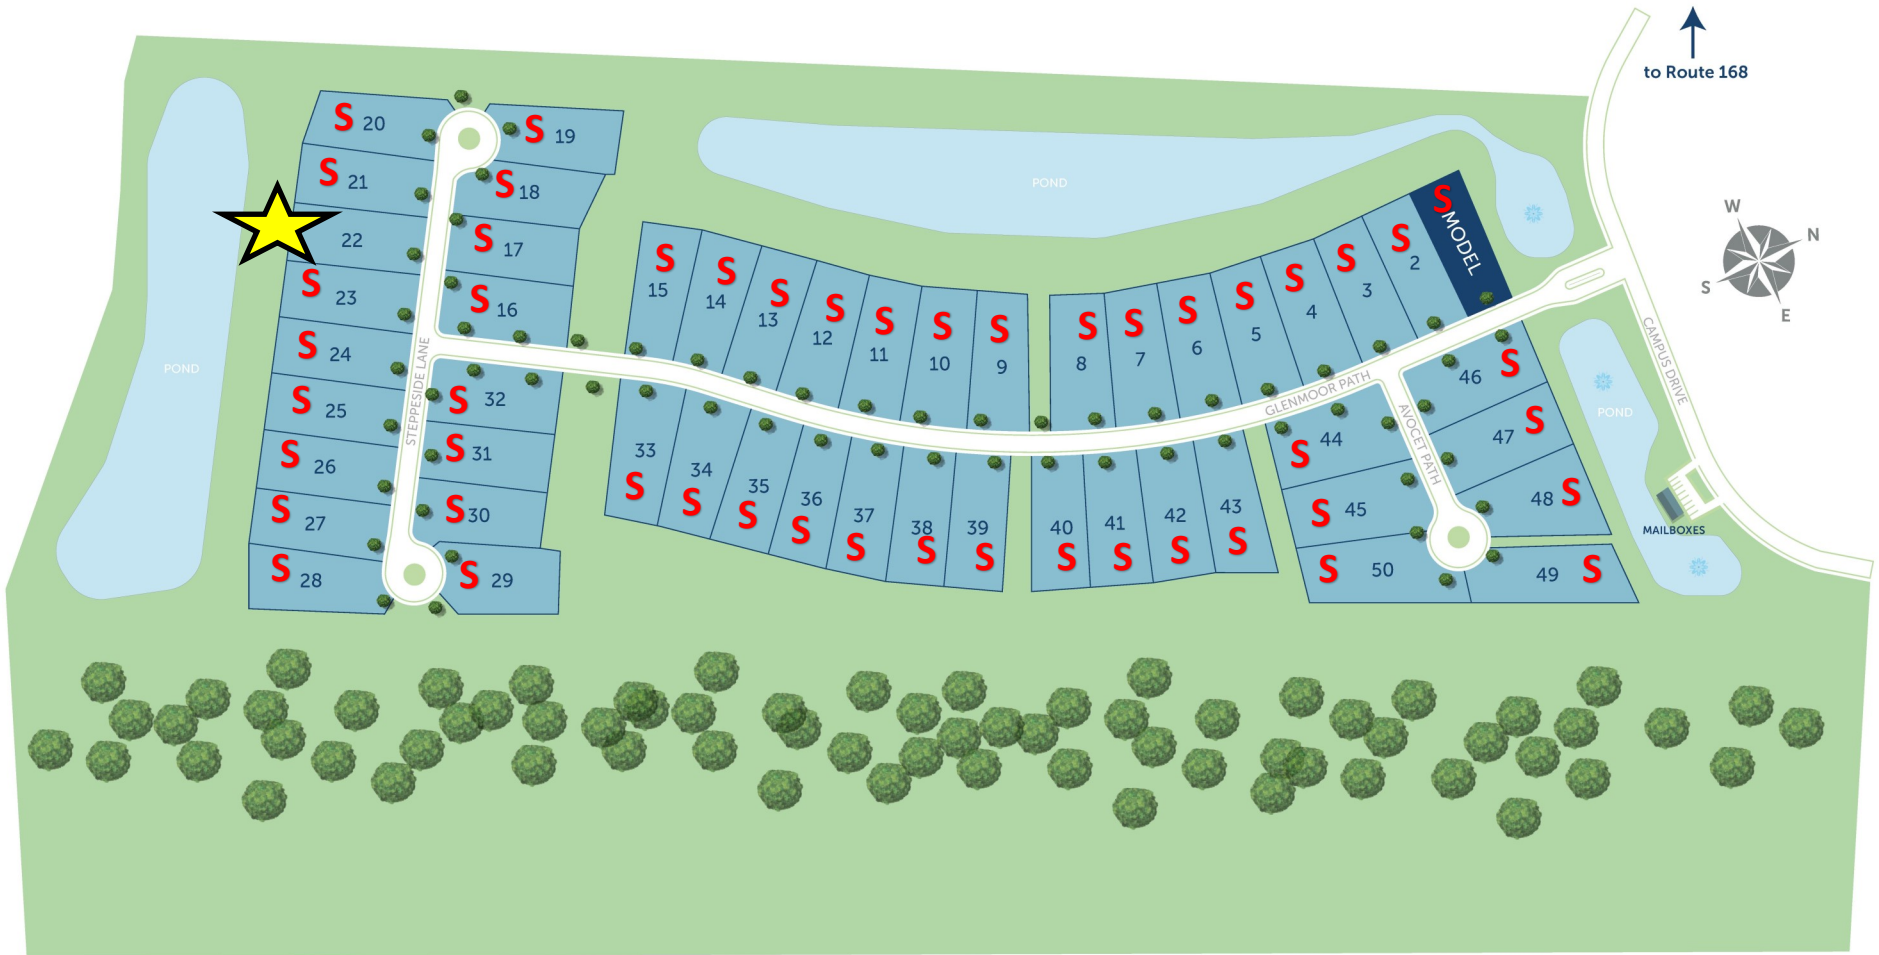 to Route 168
W
N
S
E
POND
POND
POND
S 20
S 19
S 21
S 18
22
S 17
S 23
S 16
S 24
S 25
S 32
S 26
S 31
S 27
S 30
S 28
S 29
STEPPESIDE LANE
S 15
S 14
S 13
S 12
S 11
S 10
S 9
S 8
S 7
S 6
S 5
S 4
S 3
S 2
S MODEL
GLENMOOR PATH
AVOCET PATH
CAMPUS DRIVE
33 S
34 S
35 S
36 S
37 S
38 S
39 S
40 S
41 S
42 S
43 S
44 S
S 45
46 S
47 S
48 S
S 50
49 S
MAILBOXES